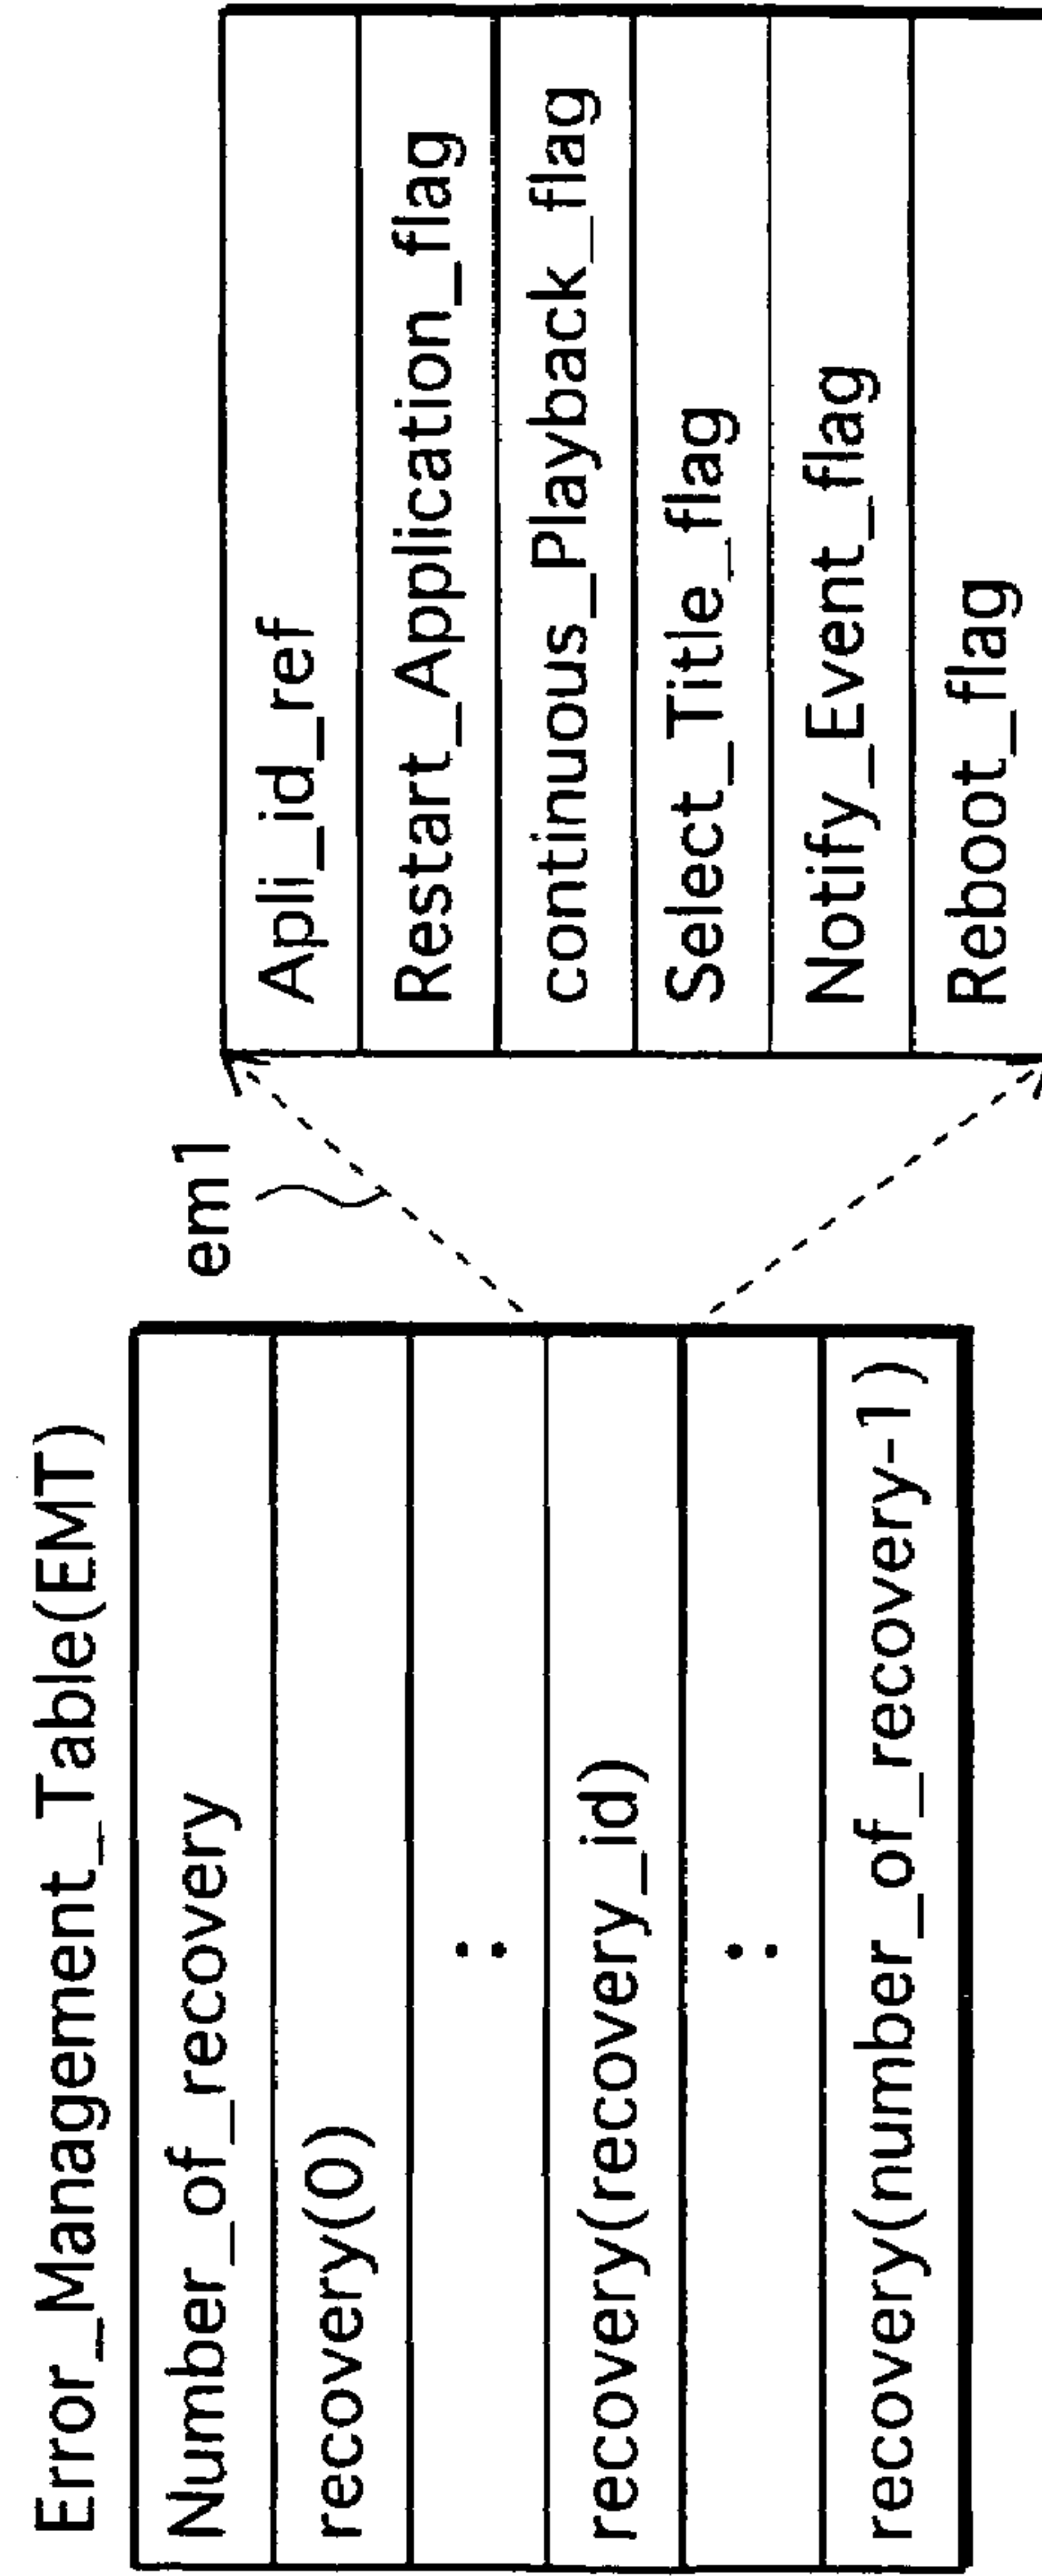 Error_Management_Table(EMT)
Number_of_recovery
recovery(0)
:
recovery(recovery_id)
:
recovery(number_of_recovery-1)
em1
Apli_id_ref
Restart_Application_flag
continuous_Playback_flag
Select_Title_flag
Notify_Event_flag
Reboot_flag